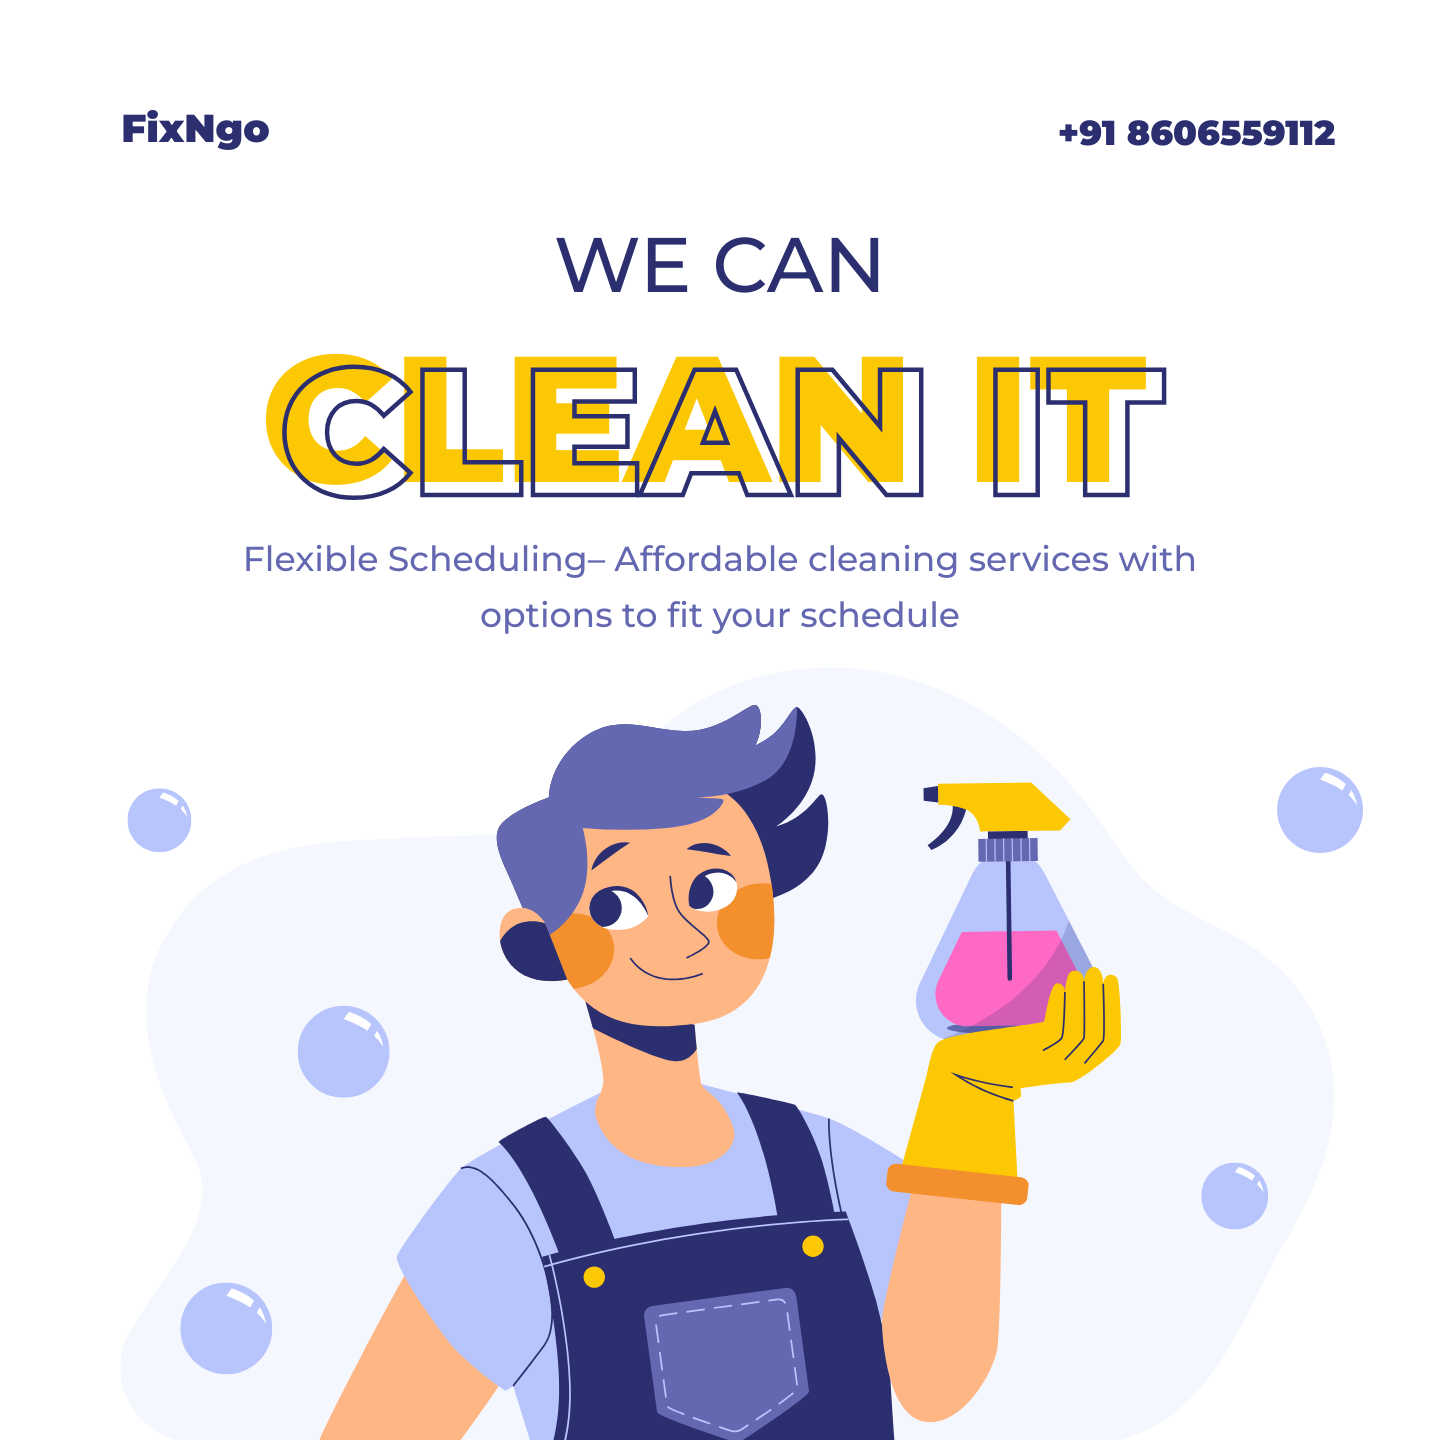 FixNgo
+91 8606559112
WE CAN
CLEAN IT
Flexible Scheduling– Affordable cleaning services with
options to fit your schedule